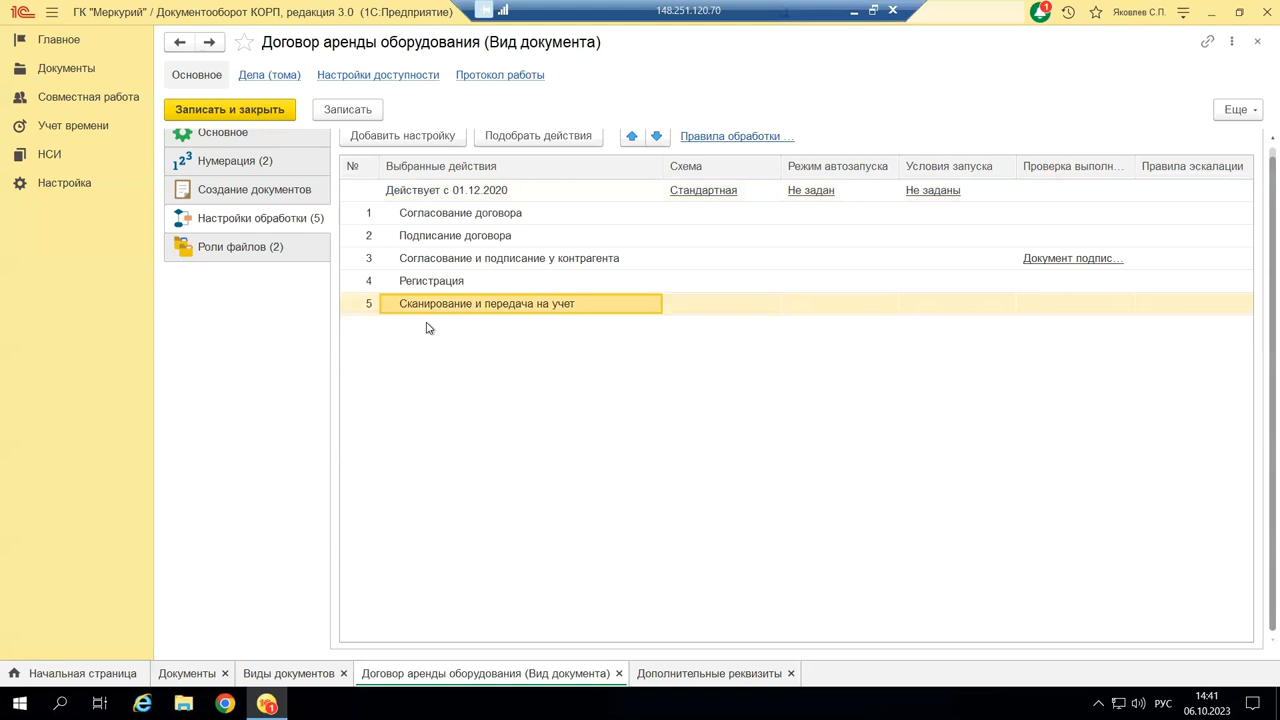 ГК "Меркурий" / Документооборот КОРП, редакция 3.0 (1С:Предприятие)
148.251.120.70
1
Яковлев С.П.
Главное
Документы
Совместная работа
Учет времени
НСИ
Настройка
Договор аренды оборудования (Вид документа)
Основное Дела (тома) Настройки доступности Протокол работы
Записать и закрыть Записать Еще
Основное
Нумерация (2)
Создание документов
Настройки обработки (5)
Роли файлов (2)
Добавить настройку Подобрать действия Правила обработки ...
№ Выбранные действия Схема Режим автозапуска Условия запуска Проверка выполн... Правила эскалации
Действует с 01.12.2020 Стандартная Не задан Не заданы
1 Согласование договора
2 Подписание договора
3 Согласование и подписание у контрагента Документ подпис...
4 Регистрация
5 Сканирование и передача на учет
Начальная страница Документы Виды документов Договор аренды оборудования (Вид документа) Дополнительные реквизиты
РУС
14:41
06.10.2023